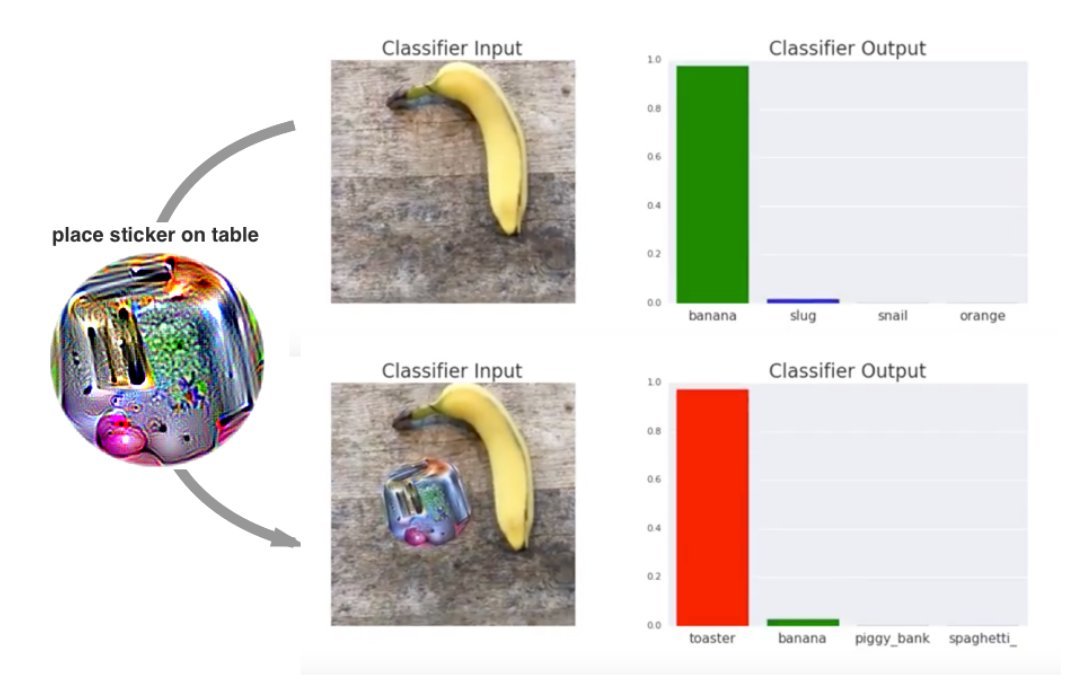 place sticker on table
Classifier Input
Classifier Output
1.0
0.8
0.6
0.4
0.2
0.0
banana slug snail orange
Classifier Input
Classifier Output
1.0
0.8
0.6
0.4
0.2
0.0
toaster banana piggy_bank spaghetti_